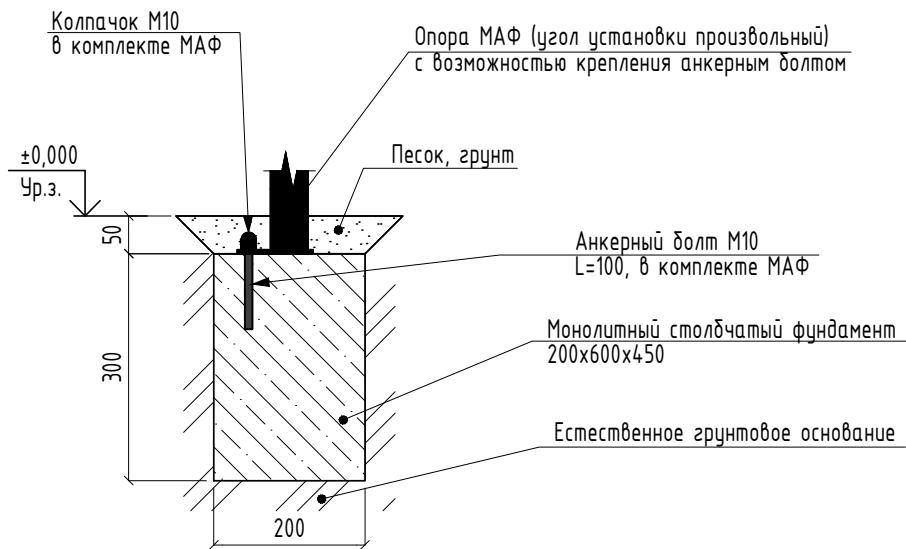 Колпачок М10
в комплекте МАФ
Опора МАФ (угол установки произвольный)
с возможностью крепления анкерным болтом
±0,000
Ур.з.
Песок, грунт
50
Анкерный болт М10
L=100, в комплекте МАФ
300
Монолитный столбчатый фундамент
200х600х450
Естественное грунтовое основание
200